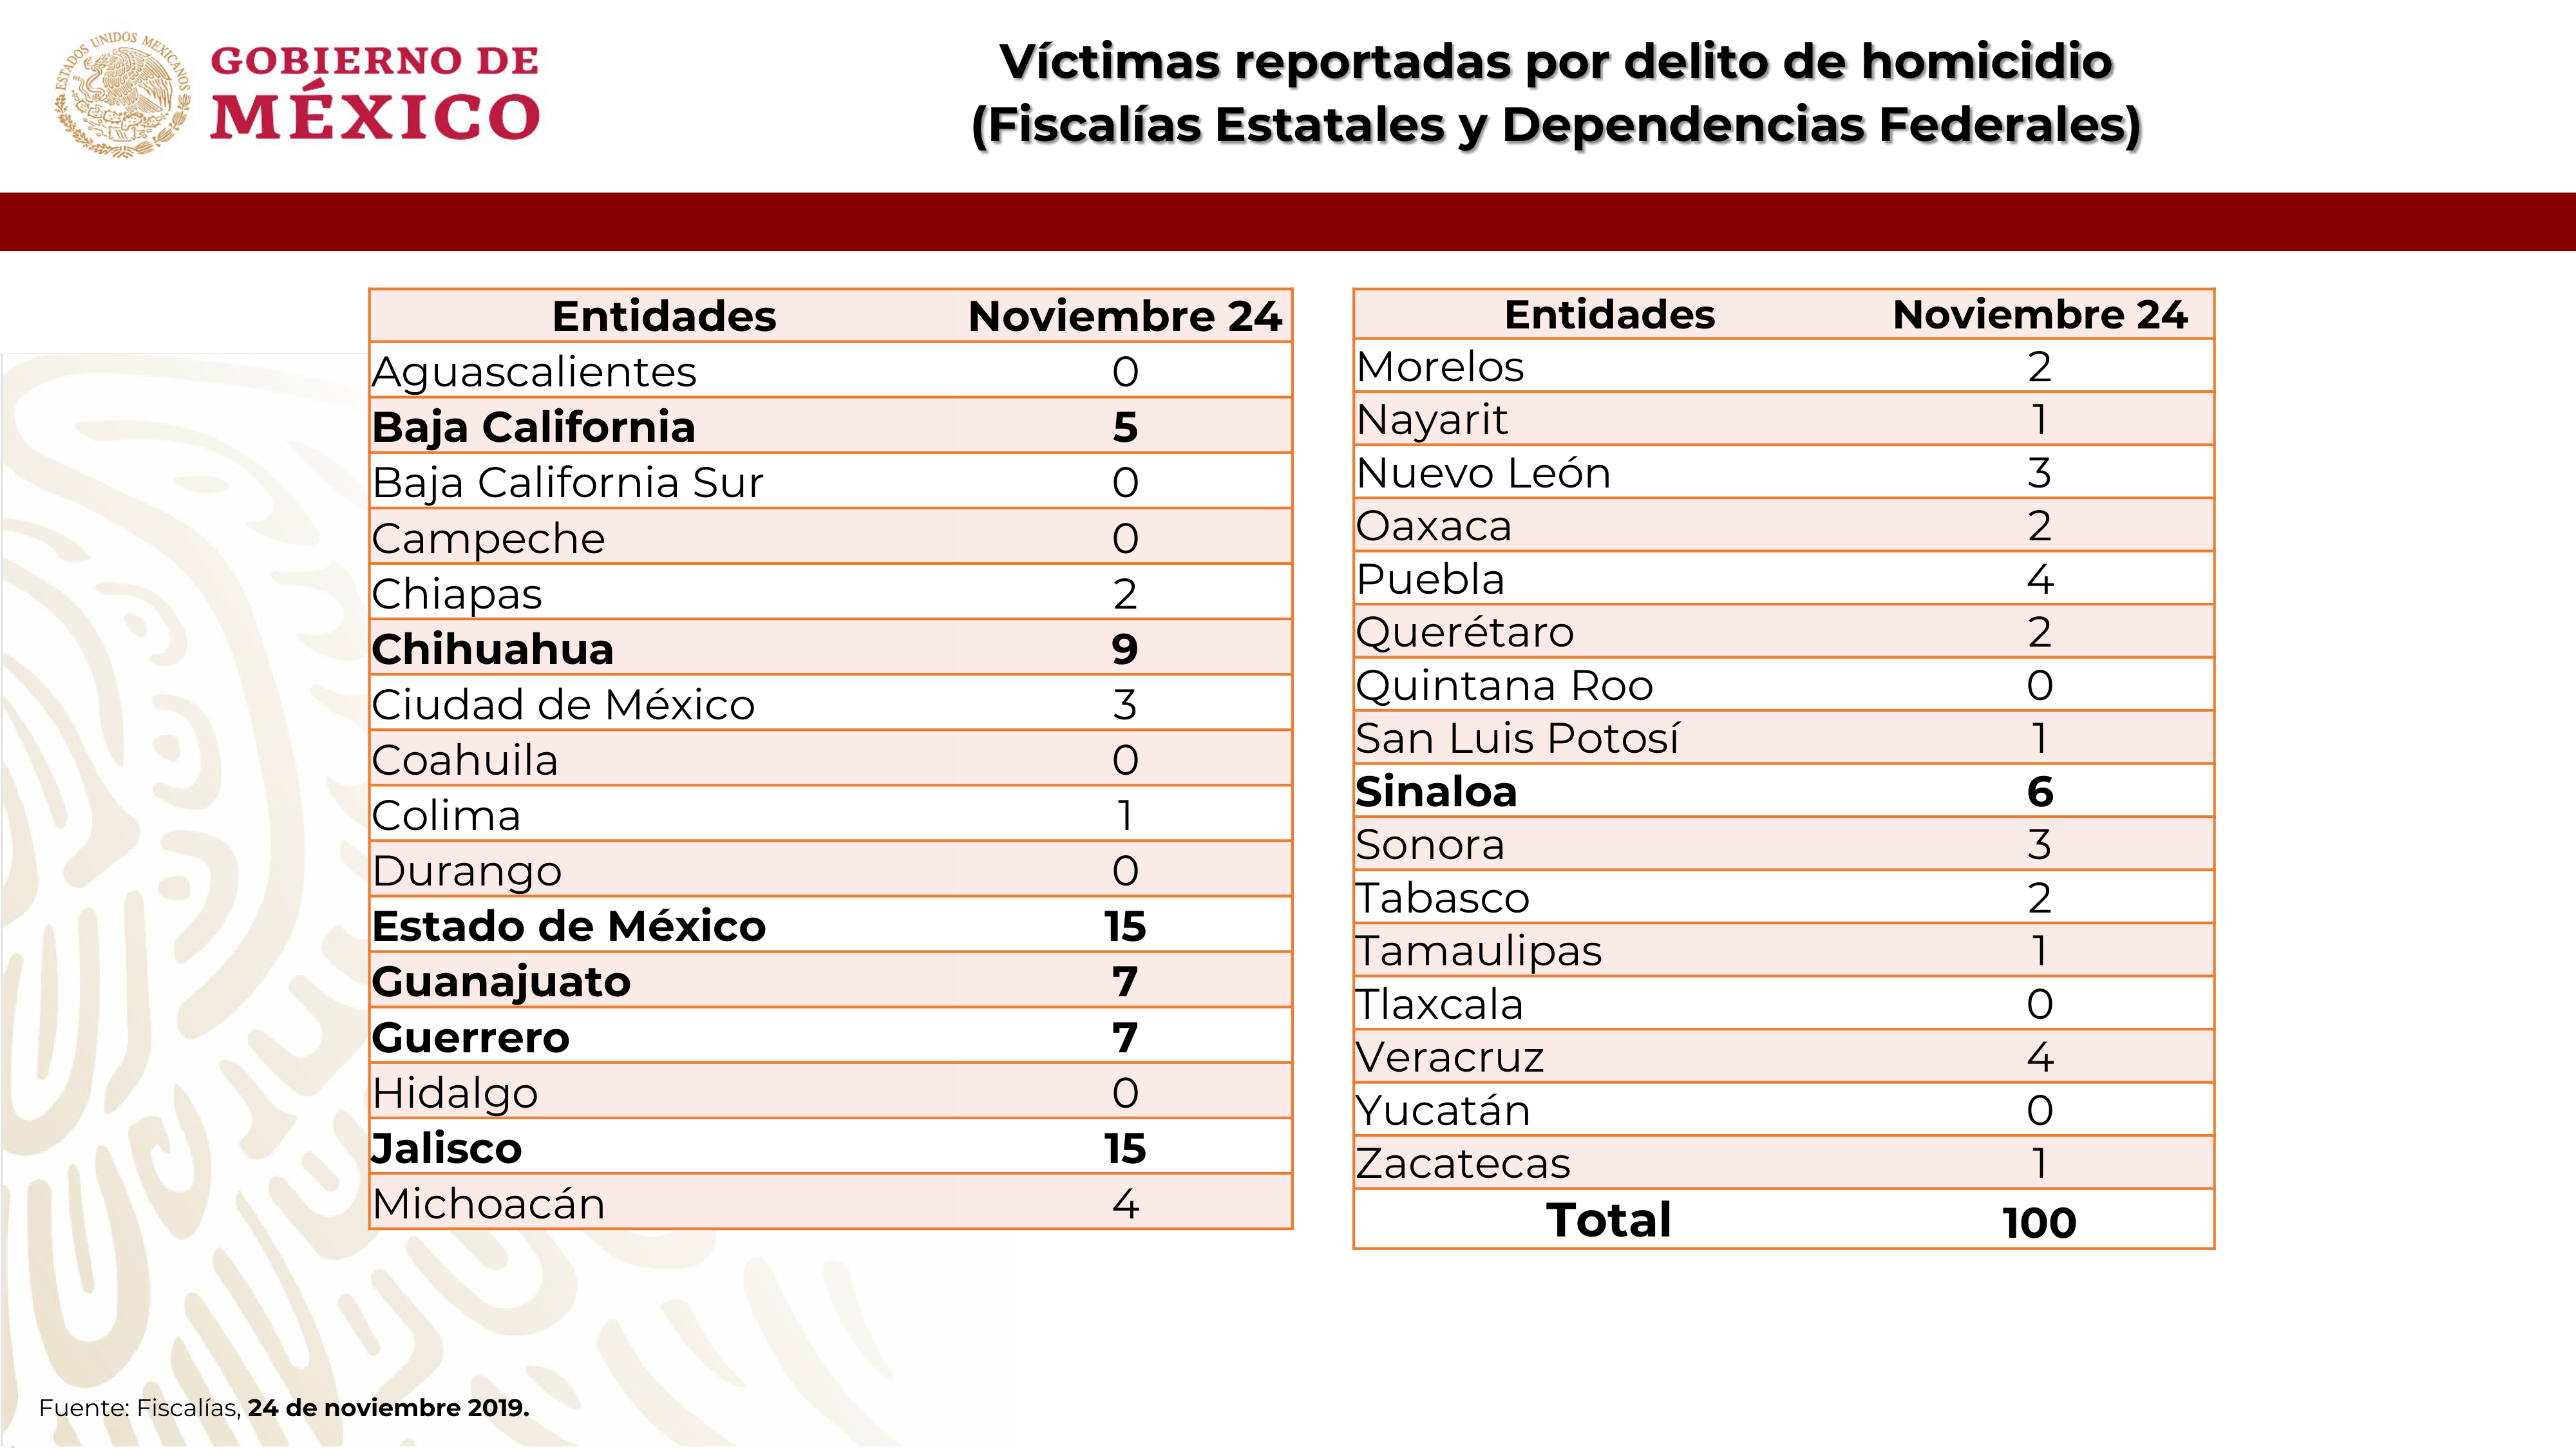 ESTADOS UNIDOS MEXICANOS
GOBIERNO DE
MÉXICO
Víctimas reportadas por delito de homicidio
(Fiscalías Estatales y Dependencias Federales)
Entidades Noviembre 24
Aguascalientes 0
Baja California 5
Baja California Sur 0
Campeche 0
Chiapas 2
Chihuahua 9
Ciudad de México 3
Coahuila 0
Colima 1
Durango 0
Estado de México 15
Guanajuato 7
Guerrero 7
Hidalgo 0
Jalisco 15
Michoacán 4
Entidades Noviembre 24
Morelos 2
Nayarit 1
Nuevo León 3
Oaxaca 2
Puebla 4
Querétaro 2
Quintana Roo 0
San Luis Potosí 1
Sinaloa 6
Sonora 3
Tabasco 2
Tamaulipas 1
Tlaxcala 0
Veracruz 4
Yucatán 0
Zacatecas 1
Total 100
Fuente: Fiscalías, 24 de noviembre 2019.